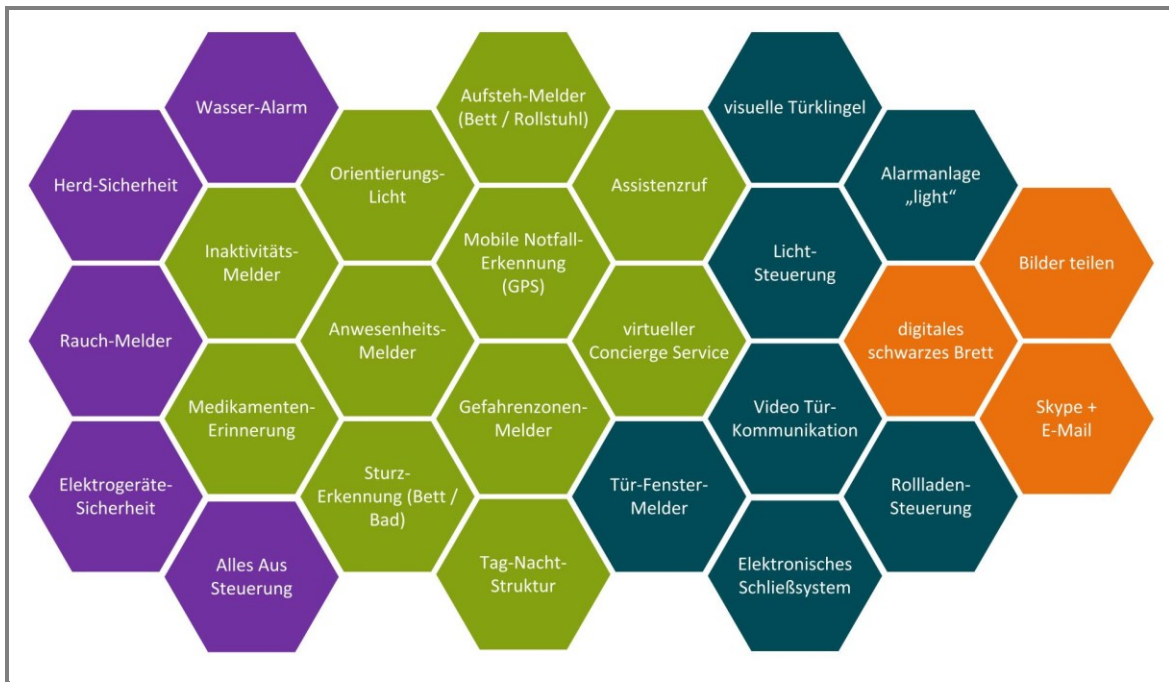 Wasser-Alarm
Herd-Sicherheit
Rauch-Melder
Elektrogeräte-
Sicherheit
Alles Aus
Steuerung
Orientierungs-
Licht
Inaktivitäts-
Melder
Anwesenheits-
Melder
Medikamenten-
Erinnerung
Sturz-
Erkennung (Bett /
Bad)
Aufsteh-Melder
(Bett / Rollstuhl)
Assistenzruf
Mobile Notfall-
Erkennung
(GPS)
virtueller
Concierge Service
Gefahrenzonen-
Melder
Tag-Nacht-
Struktur
visuelle Türklingel
Alarmanlage
„light“
Licht-
Steuerung
Video Tür-
Kommunikation
Tür-Fenster-
Melder
Rollladen-
Steuerung
Elektronisches
Schließsystem
Bilder teilen
digitales
schwarzes Brett
Skype +
E-Mail